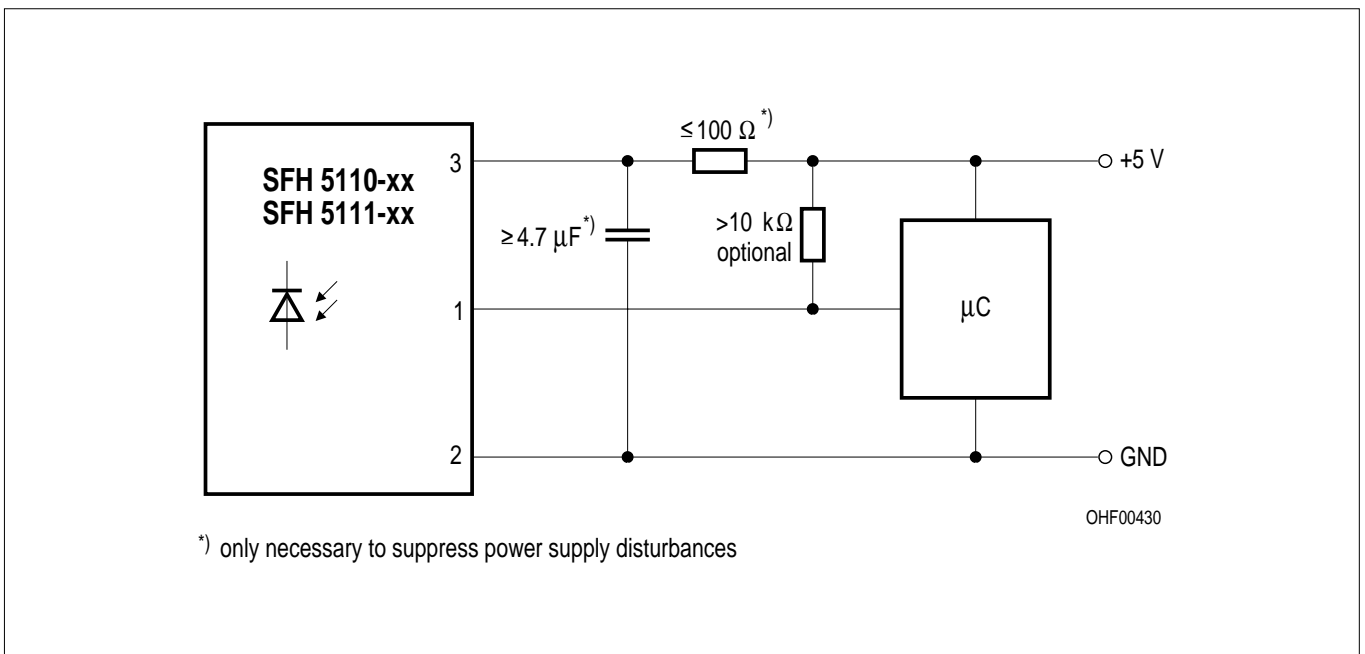 ≤100 Ω *)
3
+5 V
SFH 5110-xx
SFH 5111-xx
≥4.7 μF *)
>10 kΩ
optional
1
μC
2
GND
OHF00430
*) only necessary to suppress power supply disturbances